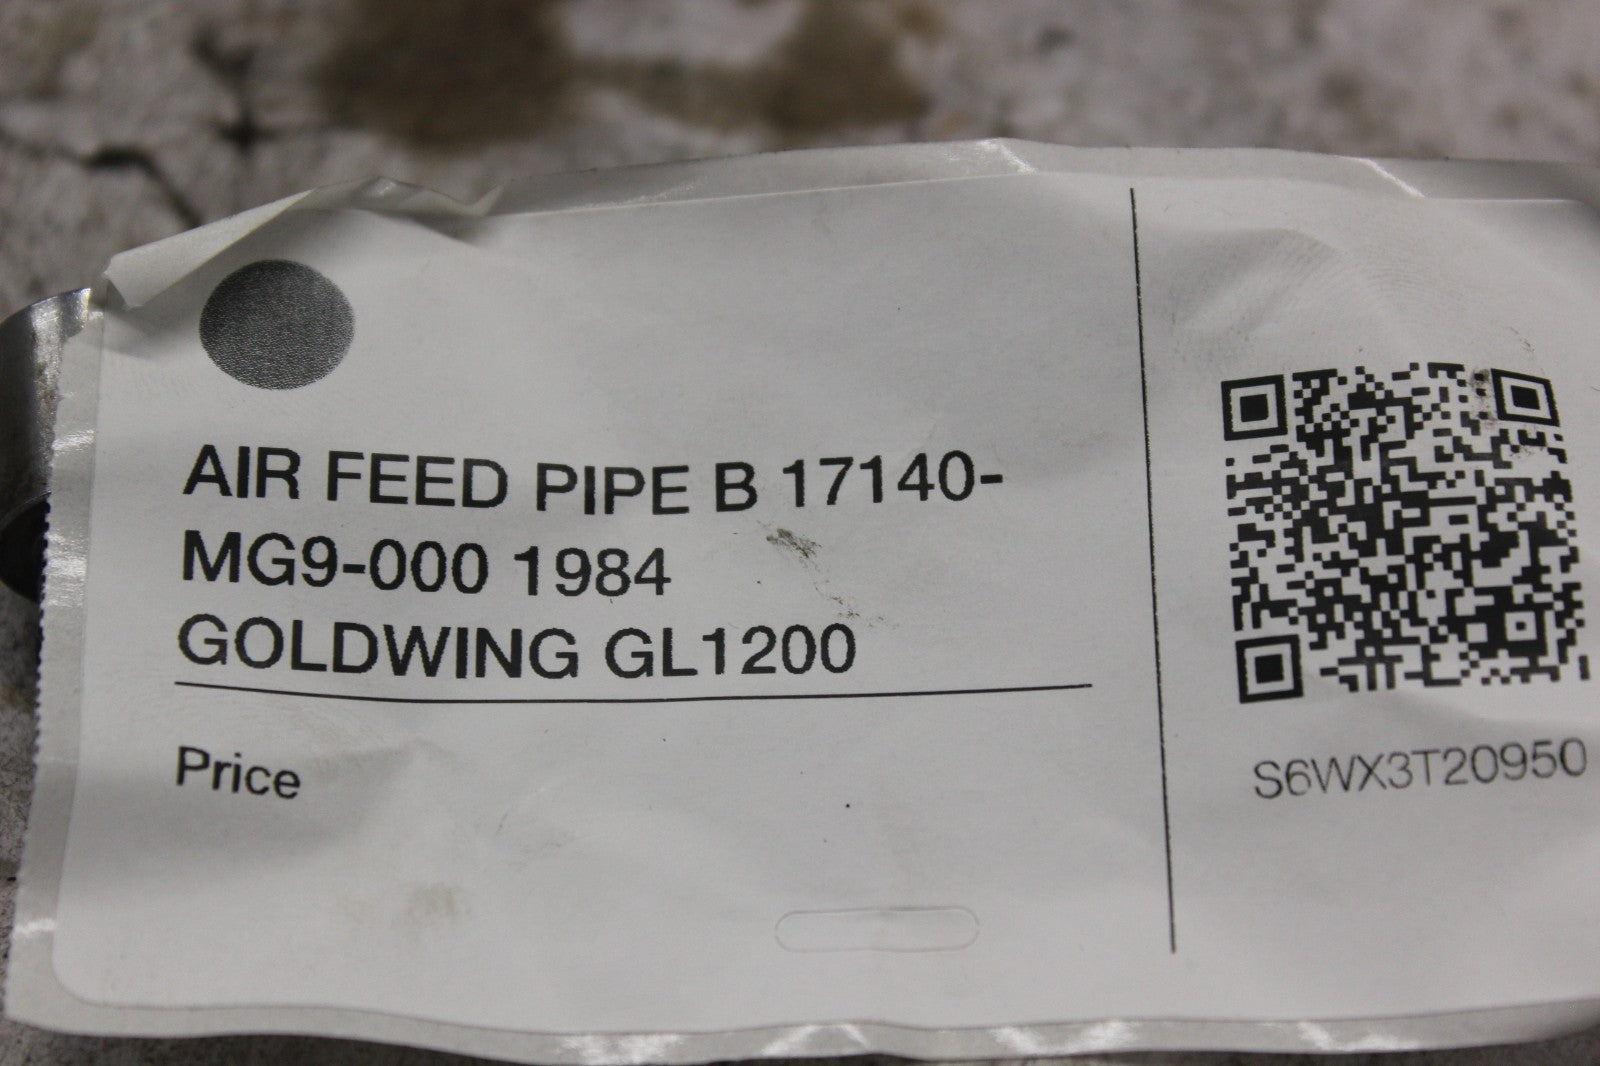 AIR FEED PIPE B 17140-
MG9-000 1984
GOLDWING GL1200
Price
S6WX3T20950